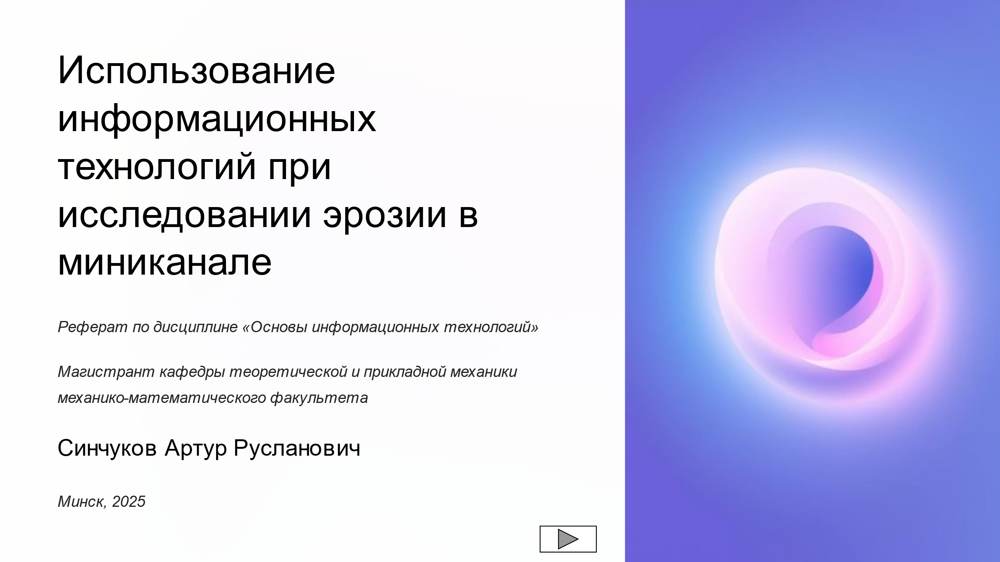 Использование
информационных
технологий при
исследовании эрозии в
миниканале
Реферат по дисциплине «Основы информационных технологий»
Магистрант кафедры теоретической и прикладной механики
механико-математического факультета
Синчуков Артур Русланович
Минск, 2025